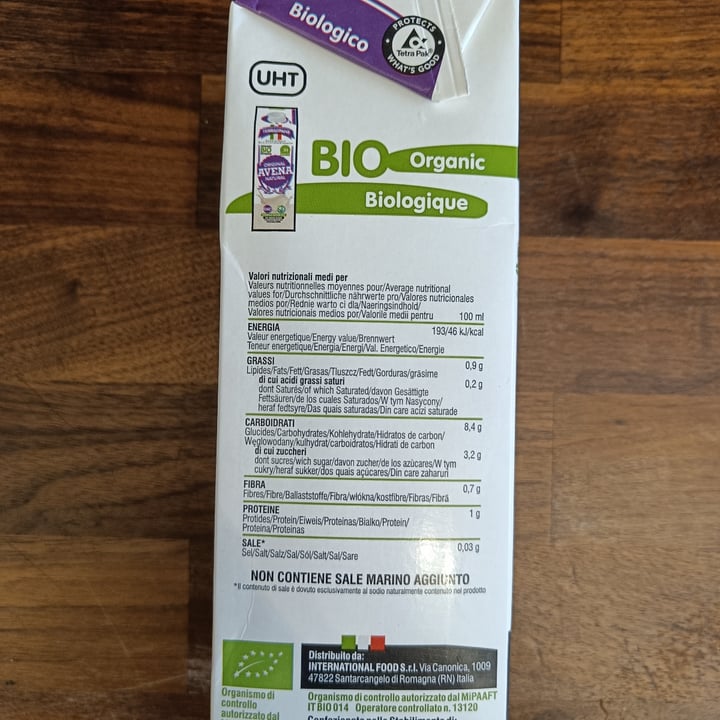 Biologico
PROTECTS
Tetra Pak®
WHAT'S GOOD
UHT
ORIGINAL
AVENA
NATURAL
BIO Organic
Biologique
Valori nutrizionali medi per
Valeurs nutritionnelles moyennes pour/Average nutritional
values for/Durchschnittliche nährwerte pro/Valores nutricionales
medios por/Rednie warto ci dla/Naeringsindhold/
Valores nutricionais medios por/Valorile medii pentru 100 ml
ENERGIA 193/46 kJ/kcal
Valeur energetique/Energy value/Brennwert
Teneur energetique/Energia/Energi/Val. Energetico/Energie
GRASSI 0,9 g
Lipides/Fats/Fett/Grasas/Tluszcz/Fedt/Gorduras/grăsime
di cui acidi grassi saturi 0,2 g
dont Saturés/of which Saturated/davon Gesättigte
Fettsäuren/de los cuales Saturados/W tym Nasycony/
heraf fedtsyre/Das quais saturadas/Din care acizi saturade
CARBOIDRATI 8,4 g
Glucides/Carbohydrates/Kohlehydrate/Hidratos de carbon/
Weglowodany/kulhydrat/carboidratos/Hidrati de carbon
di cui zuccheri 3,2 g
dont sucres/wich sugar/davon zucher/de los azúcares/W tym
cukry/heraf sukker/dos quais açúcares/Din care zaharuri
FIBRA 0,7 g
Fibres/Fibre/Ballaststoffe/Fibra/włókna/kostfibre/Fibras/Fibră
PROTEINE 1 g
Protides/Protein/Eiweis/Proteinas/Bialko/Protein/
Proteína/Proteinas
SALE* 0,03 g
Sel/Salt/Salz/Sal/Sól/Salt/Sal/Sare
NON CONTIENE SALE MARINO AGGIUNTO
*Il contenuto di sale è dovuto esclusivamente al sodio naturalmente contenuto nel prodotto
Distribuito da:
INTERNATIONAL FOOD S.r.l. Via Canonica, 1009
47822 Santarcangelo di Romagna (RN) Italia
Organismo di
controllo
autorizzato dal
Organismo di controllo autorizzato dal MiPAAFT
IT BIO 014 Operatore controllato n. 13120
Confezionato nello Stabilimento di: